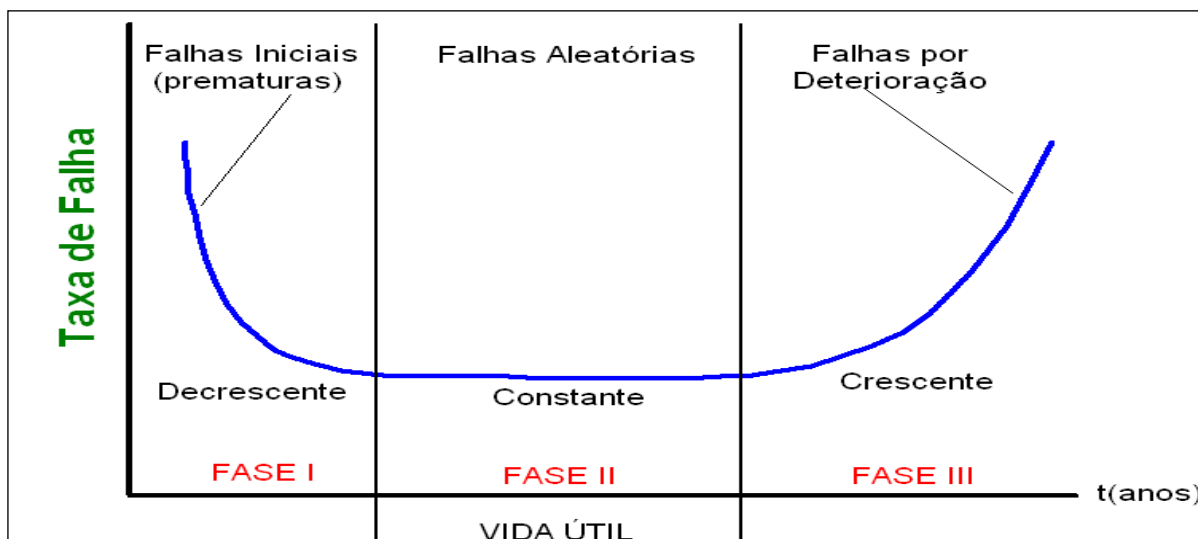 Falhas Iniciais
(prematuras)
Falhas Aleatórias
Falhas por
Deterioração
Taxa de Falha
Decrescente
Constante
Crescente
FASE I
FASE II
FASE III
t(anos)
VIDA ÚTIL